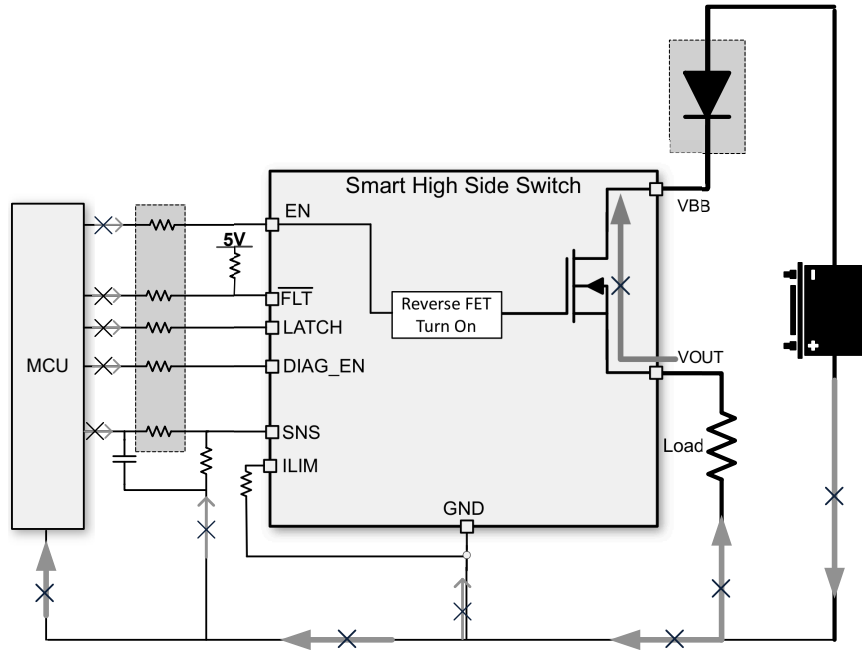 Smart High Side Switch
VBB
EN
5V
FLT
LATCH
DIAG_EN
SNS
ILIM
GND
MCU
Reverse FET
Turn On
VOUT
Load
-
+